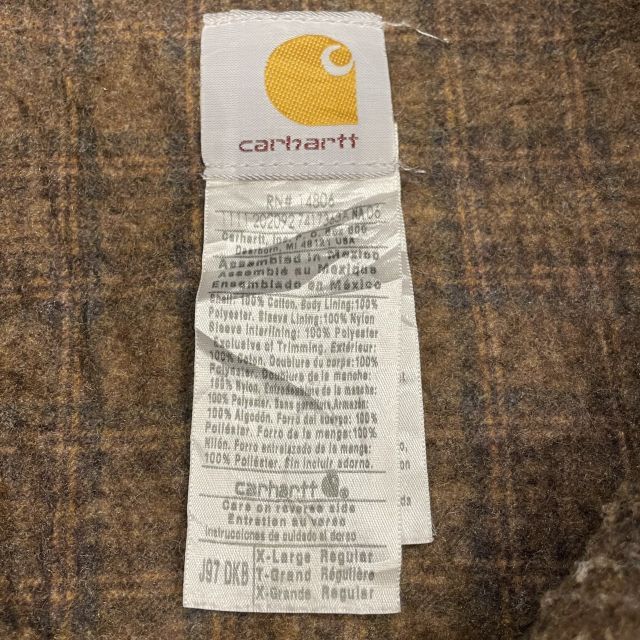 carhartt
RN# 14806
Carhartt, Inc.
Dearborn, MI 48121 USA
Assembled in Mexico
Assemblé au Mexique
Ensemblado en México
Shell: 100% Cotton, Body Lining: 100%
Polyester, Sleeve Lining: 100% Nylon
Sleeve Interlining: 100% Polyester
Exclusive of Trimming. Extérieur:
100% Coton, Doublure du corps: 100%
Polyester, Doublure de la manche:
100% Nylon, de la manche:
100% Polyester, Sans garniture, Armazón:
100% Algodón, Forro del cuerpo: 100%
Poliéster, Forro de la manga: 100%
Nilón, Forro entrelazado de la manga:
100% Poliéster, Sin incluir adorno.
carhartt
Care on reverse side
Entretien au verso
Instrucciones de cuidado al dorso
J97 DKB
X-Large Regular
T-Grand Régulière
X-Grande Regular